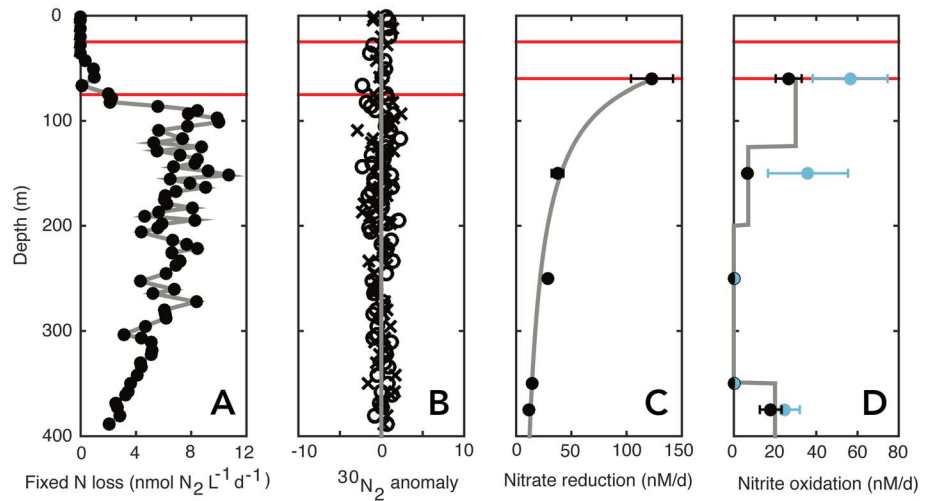 0
100
200
300
400
Depth (m)
0 4 8 12
Fixed N loss (nmol N₂ L⁻¹ d⁻¹)
A
-10 0 10
³⁰N₂ anomaly
B
0 50 100 150
Nitrate reduction (nM/d)
C
0 20 40 60 80
Nitrite oxidation (nM/d)
D